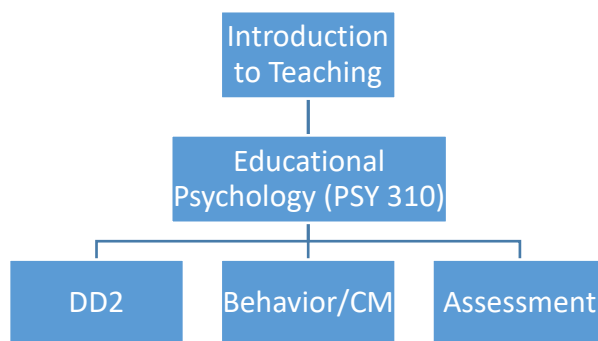 Introduction
to Teaching
Educational
Psychology (PSY 310)
DD2
Behavior/CM
Assessment